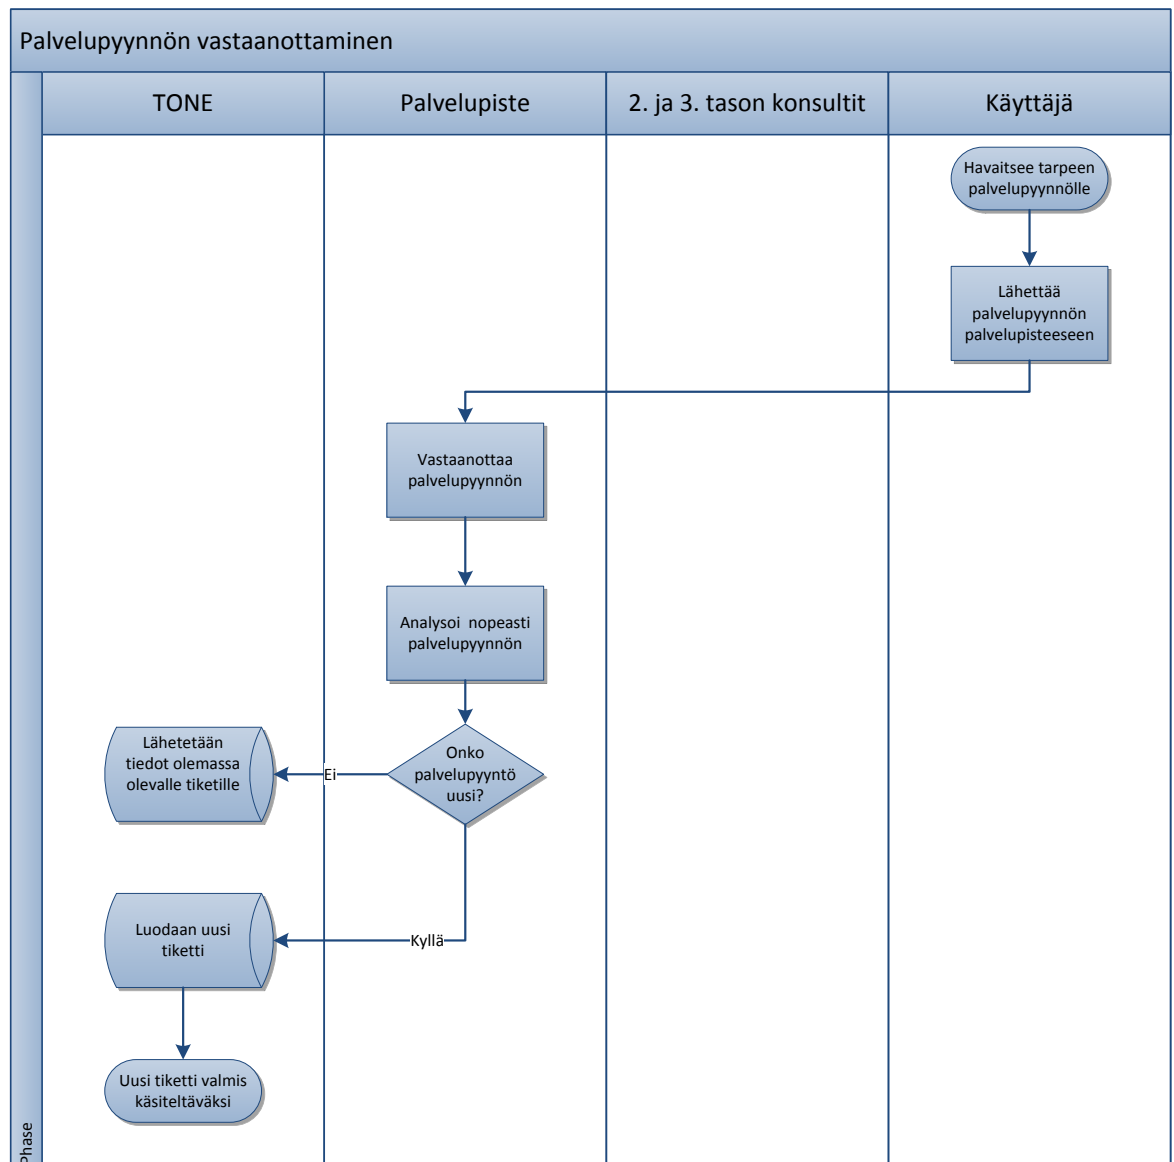 Palvelupyynnön vastaanottaminen
TONE
Palvelupiste
2. ja 3. tason konsultit
Käyttäjä
Havaitsee tarpeen
palvelupyynnölle
Lähettää
palvelupyynnön
palvelupisteeseen
Vastaanottaa
palvelupyynnön
Analysoi nopeasti
palvelupyynnön
Onko
palvelupyyntö
uusi?
Ei
Lähetetään
tiedot olemassa
olevalle tiketille
Kyllä
Luodaan uusi
tiketti
Uusi tiketti valmis
käsiteltäväksi
Phase